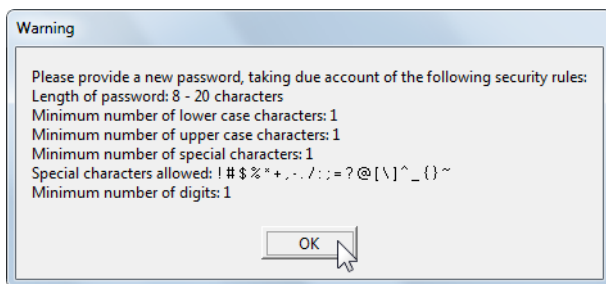 Warning
Please provide a new password, taking due account of the following security rules:
Length of password: 8 - 20 characters
Minimum number of lower case characters: 1
Minimum number of upper case characters: 1
Minimum number of special characters: 1
Special characters allowed: ! # $ % * + , - . / : ; = ? @ [ \ ] ^ _ { } ~
Minimum number of digits: 1
OK